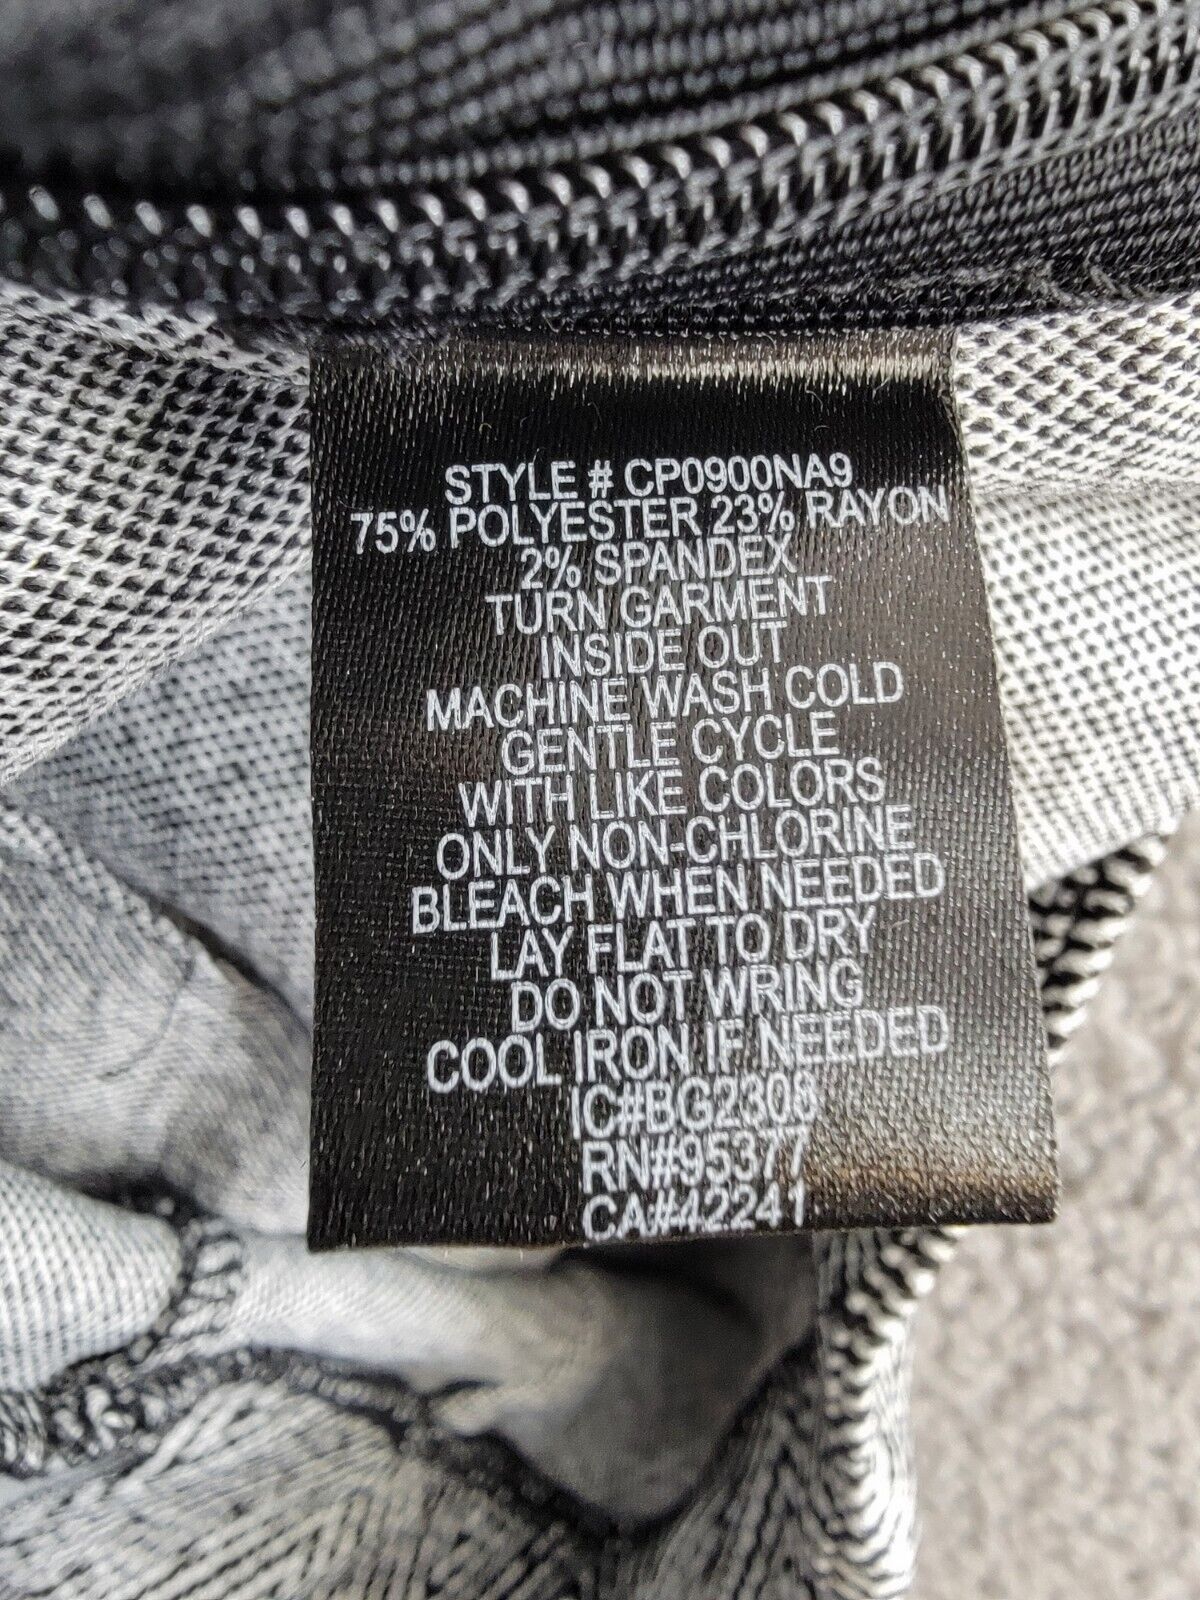 STYLE # CP0900NA9
75% POLYESTER 23% RAYON
2% SPANDEX
TURN GARMENT
INSIDE OUT
MACHINE WASH COLD
GENTLE CYCLE
WITH LIKE COLORS
ONLY NON-CHLORINE
BLEACH WHEN NEEDED
LAY FLAT TO DRY
DO NOT WRING
COOL IRON IF NEEDED
IC#BG2308
RN#95377
CA#42241